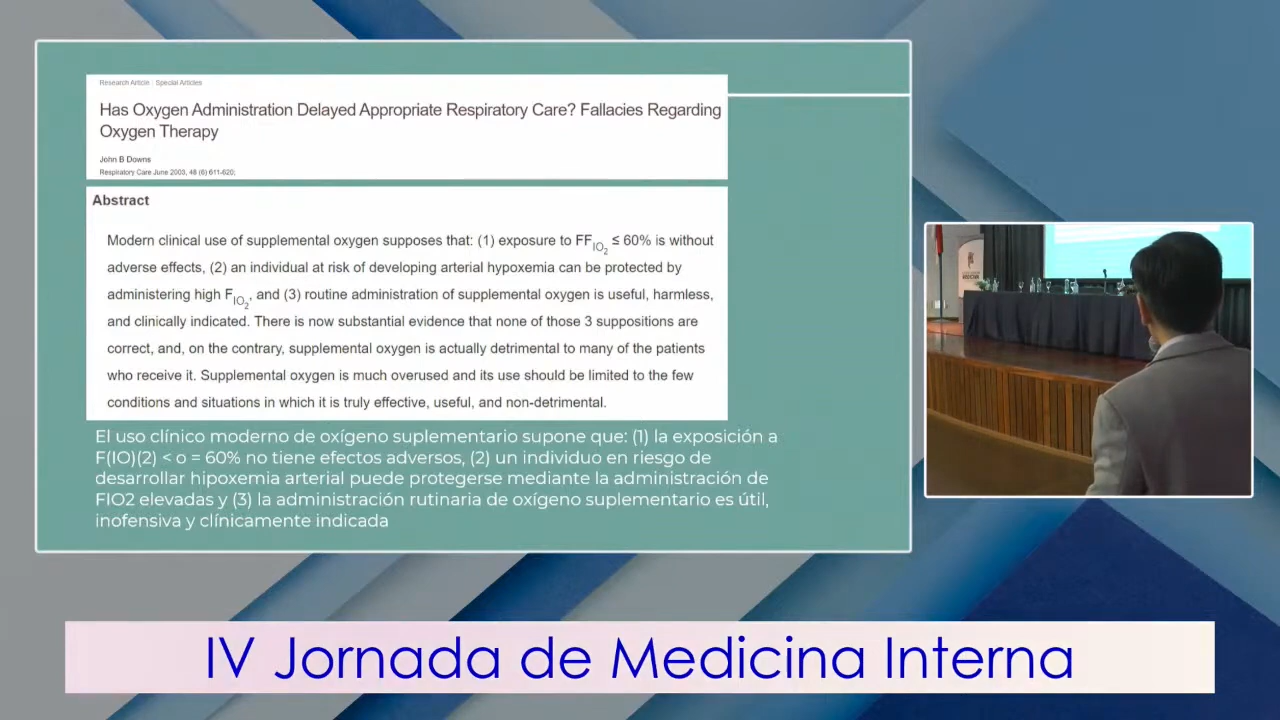 Research Article | Special Articles
Has Oxygen Administration Delayed Appropriate Respiratory Care? Fallacies Regarding
Oxygen Therapy
John B Downs
Respiratory Care June 2003, 48 (6) 611-620;
Abstract
Modern clinical use of supplemental oxygen supposes that: (1) exposure to FFIO2 ≤ 60% is without
adverse effects, (2) an individual at risk of developing arterial hypoxemia can be protected by
administering high FIO2, and (3) routine administration of supplemental oxygen is useful, harmless,
and clinically indicated. There is now substantial evidence that none of those 3 suppositions are
correct, and, on the contrary, supplemental oxygen is actually detrimental to many of the patients
who receive it. Supplemental oxygen is much overused and its use should be limited to the few
conditions and situations in which it is truly effective, useful, and non-detrimental.
El uso clínico moderno de oxígeno suplementario supone que: (1) la exposición a
F(IO)(2) < o = 60% no tiene efectos adversos, (2) un individuo en riesgo de
desarrollar hipoxemia arterial puede protegerse mediante la administración de
FIO2 elevadas y (3) la administración rutinaria de oxígeno suplementario es útil,
inofensiva y clínicamente indicada
IV Jornada de Medicina Interna